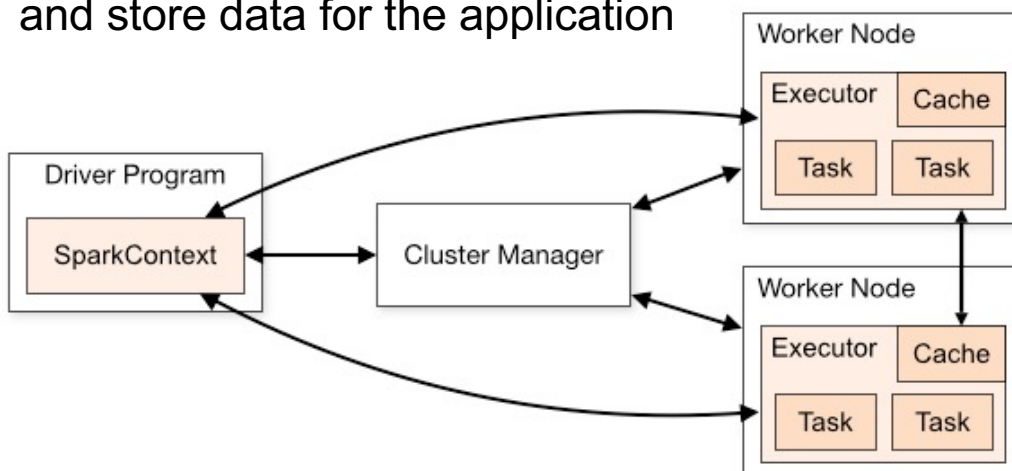 and store data for the application
Worker Node
Executor
Cache
Task
Task
Driver Program
SparkContext
Cluster Manager
Worker Node
Executor
Cache
Task
Task